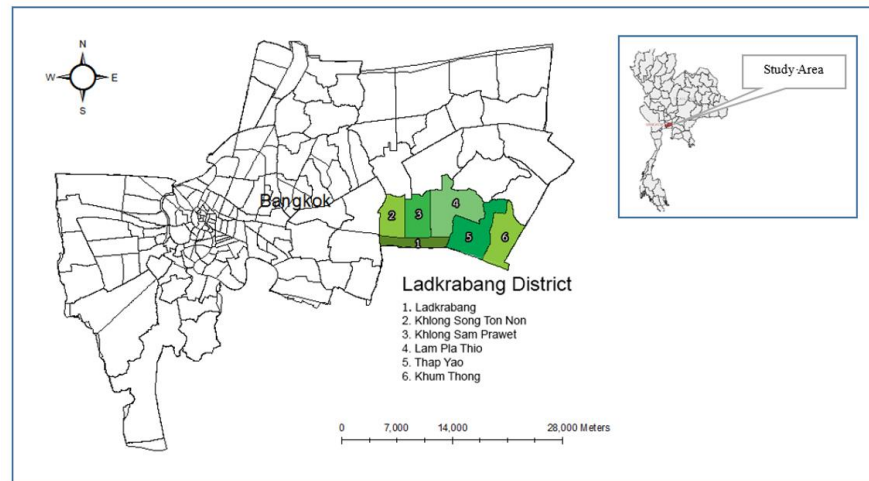 N
W E
S
Bangkok
2
3
4
1
5
6
Ladkrabang District
1. Ladkrabang
2. Khlong Song Ton Non
3. Khlong Sam Prawet
4. Lam Pla Thio
5. Thap Yao
6. Khum Thong
0 7,000 14,000 28,000 Meters
Study Area